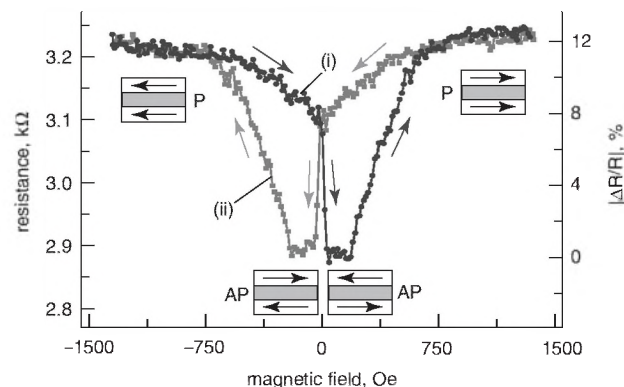 3.2
3.1
3.0
2.9
2.8
resistance, kΩ
12
8
4
0
|ΔR/R|, %
(i)
(ii)
P
P
AP
AP
−1500
−750
0
750
1500
magnetic field, Oe